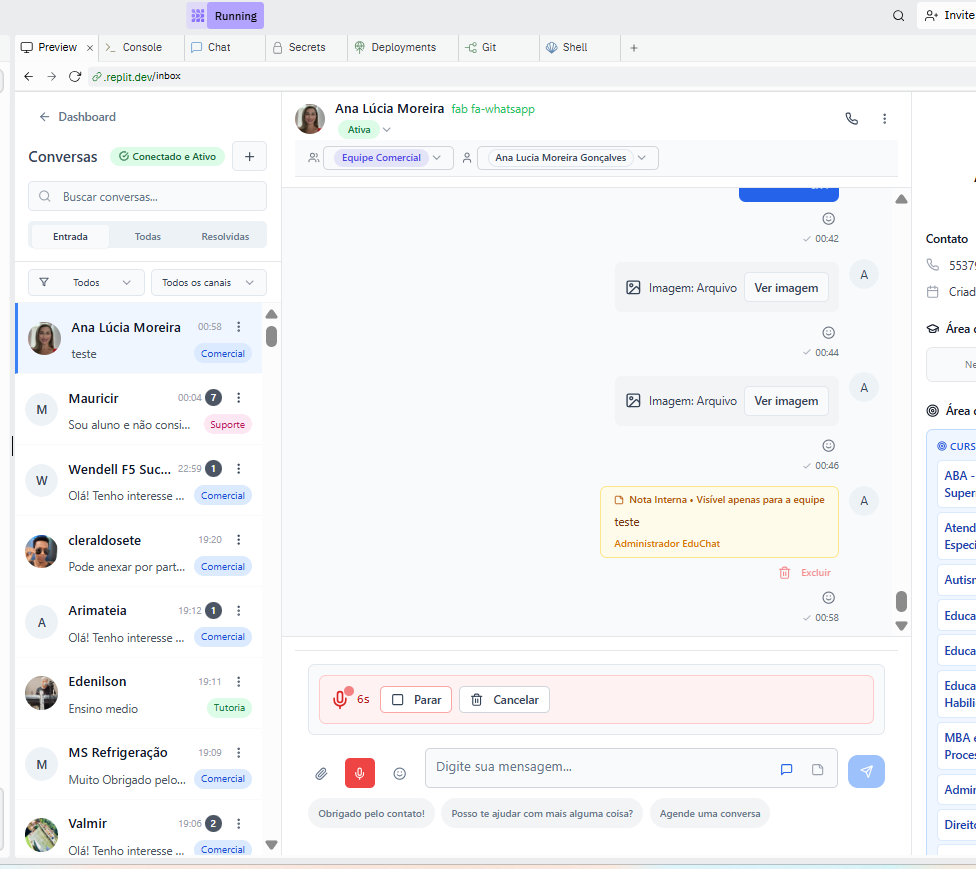 Running
Invite
Preview
Console
Chat
Secrets
Deployments
Git
Shell
.replit.dev/inbox
Dashboard
Conversas
Conectado e Ativo
Buscar conversas...
Entrada
Todas
Resolvidas
Todos
Todos os canais
Ana Lúcia Moreira
00:58
teste
Comercial
Mauricir
00:04
7
M
Sou aluno e não consi...
Suporte
Wendell F5 Suc...
22:59
1
W
Olá! Tenho interesse ...
Comercial
cleraldosete
19:20
Pode anexar por part...
Comercial
Arimateia
19:12
1
A
Olá! Tenho interesse ...
Comercial
Edenilson
19:11
Ensino medio
Tutoria
MS Refrigeração
19:09
M
Muito Obrigado pelo...
Comercial
Valmir
19:06
2
Olá! Tenho interesse ...
Comercial
Ana Lúcia Moreira
fab fa-whatsapp
Ativa
Equipe Comercial
Ana Lucia Moreira Gonçalves
00:42
Imagem: Arquivo
Ver imagem
A
00:44
Imagem: Arquivo
Ver imagem
A
00:46
Nota Interna • Visível apenas para a equipe
A
teste
Administrador EduChat
Excluir
00:58
6s
Parar
Cancelar
Digite sua mensagem...
Obrigado pelo contato!
Posso te ajudar com mais alguma coisa?
Agende uma conversa
Contato
5537
Criad
Área
Ne
Área
CURS
ABA -
Super
Atend
Especi
Autism
Educa
Educa
Educa
Habili
MBA e
Proces
Admin
Direito